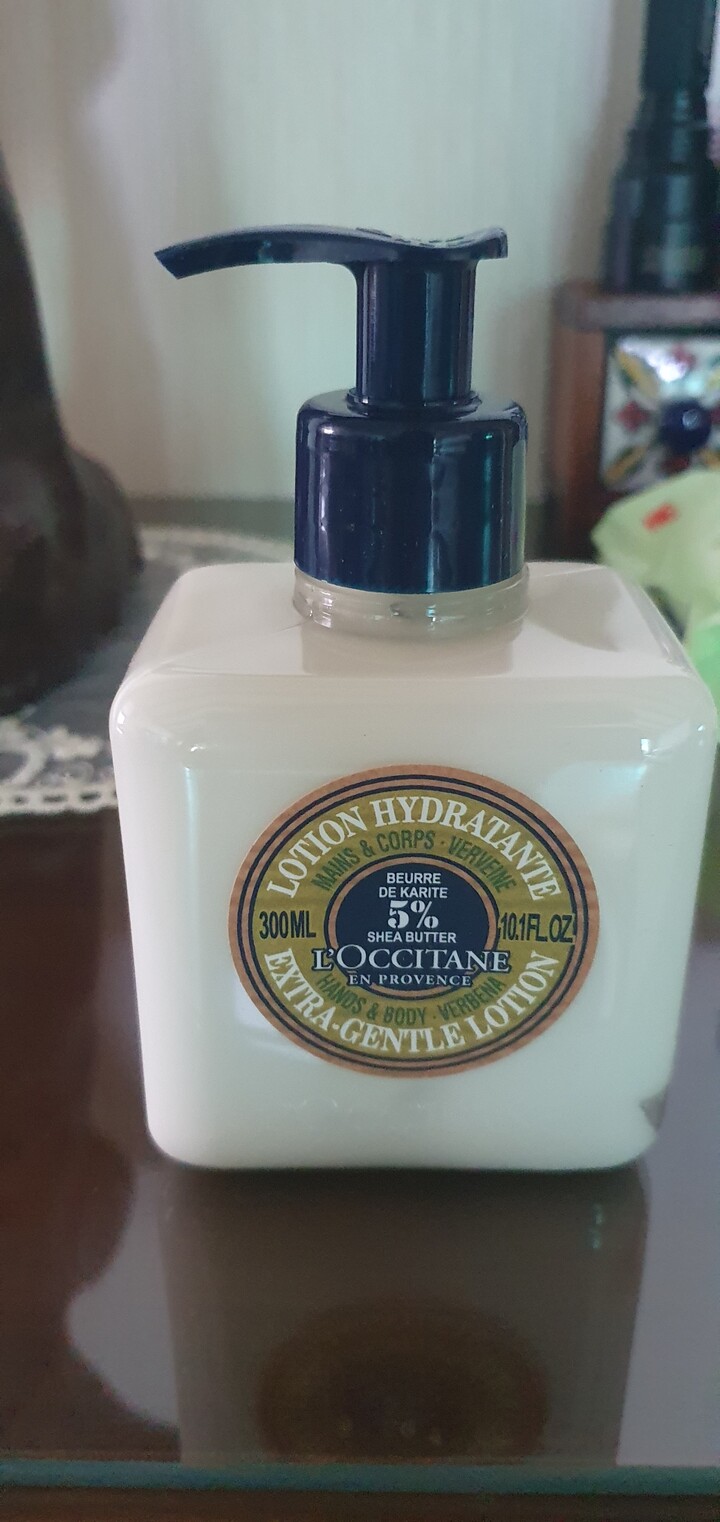 LOTION HYDRATANTE
MAINS & CORPS · VERVEINE
BEURRE
DE KARITE
5%
SHEA BUTTER
300ML
10.1FL.OZ
L'OCCITANE
EN PROVENCE
HANDS & BODY · VERBENA
EXTRA-GENTLE LOTION